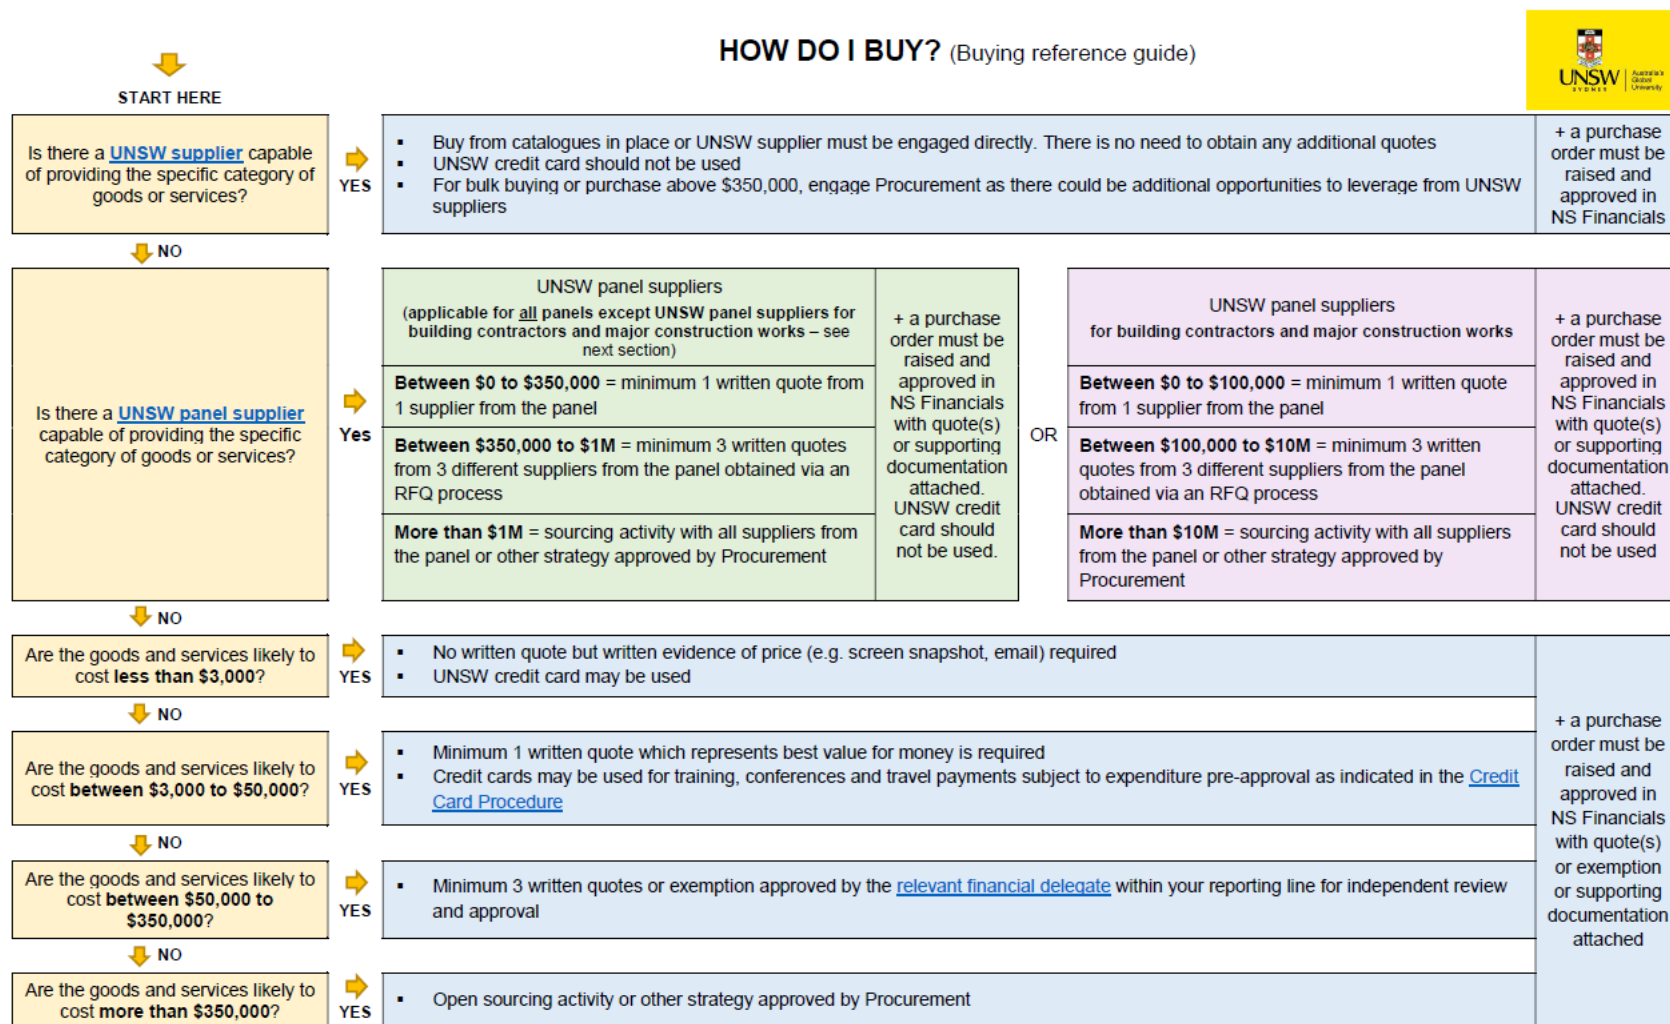 HOW DO I BUY? (Buying reference guide)
UNSW
SYDNEY
Australia's
Global
University
START HERE
Is there a UNSW supplier capable
of providing the specific category of
goods or services?
YES
▪ Buy from catalogues in place or UNSW supplier must be engaged directly. There is no need to obtain any additional quotes
▪ UNSW credit card should not be used
▪ For bulk buying or purchase above $350,000, engage Procurement as there could be additional opportunities to leverage from UNSW
suppliers
+ a purchase
order must be
raised and
approved in
NS Financials
NO
Is there a UNSW panel supplier
capable of providing the specific
category of goods or services?
Yes
UNSW panel suppliers
(applicable for all panels except UNSW panel suppliers for
building contractors and major construction works – see
next section)
Between $0 to $350,000 = minimum 1 written quote from
1 supplier from the panel
Between $350,000 to $1M = minimum 3 written quotes
from 3 different suppliers from the panel obtained via an
RFQ process
More than $1M = sourcing activity with all suppliers from
the panel or other strategy approved by Procurement
+ a purchase
order must be
raised and
approved in
NS Financials
with quote(s)
or supporting
documentation
attached.
UNSW credit
card should
not be used.
OR
UNSW panel suppliers
for building contractors and major construction works
Between $0 to $100,000 = minimum 1 written quote
from 1 supplier from the panel
Between $100,000 to $10M = minimum 3 written
quotes from 3 different suppliers from the panel
obtained via an RFQ process
More than $10M = sourcing activity with all suppliers
from the panel or other strategy approved by
Procurement
+ a purchase
order must be
raised and
approved in
NS Financials
with quote(s)
or supporting
documentation
attached.
UNSW credit
card should
not be used
NO
Are the goods and services likely to
cost less than $3,000?
YES
▪ No written quote but written evidence of price (e.g. screen snapshot, email) required
▪ UNSW credit card may be used
NO
Are the goods and services likely to
cost between $3,000 to $50,000?
YES
▪ Minimum 1 written quote which represents best value for money is required
▪ Credit cards may be used for training, conferences and travel payments subject to expenditure pre-approval as indicated in the Credit
Card Procedure
NO
Are the goods and services likely to
cost between $50,000 to
$350,000?
YES
▪ Minimum 3 written quotes or exemption approved by the relevant financial delegate within your reporting line for independent review
and approval
NO
Are the goods and services likely to
cost more than $350,000?
YES
▪ Open sourcing activity or other strategy approved by Procurement
+ a purchase
order must be
raised and
approved in
NS Financials
with quote(s)
or exemption
or supporting
documentation
attached